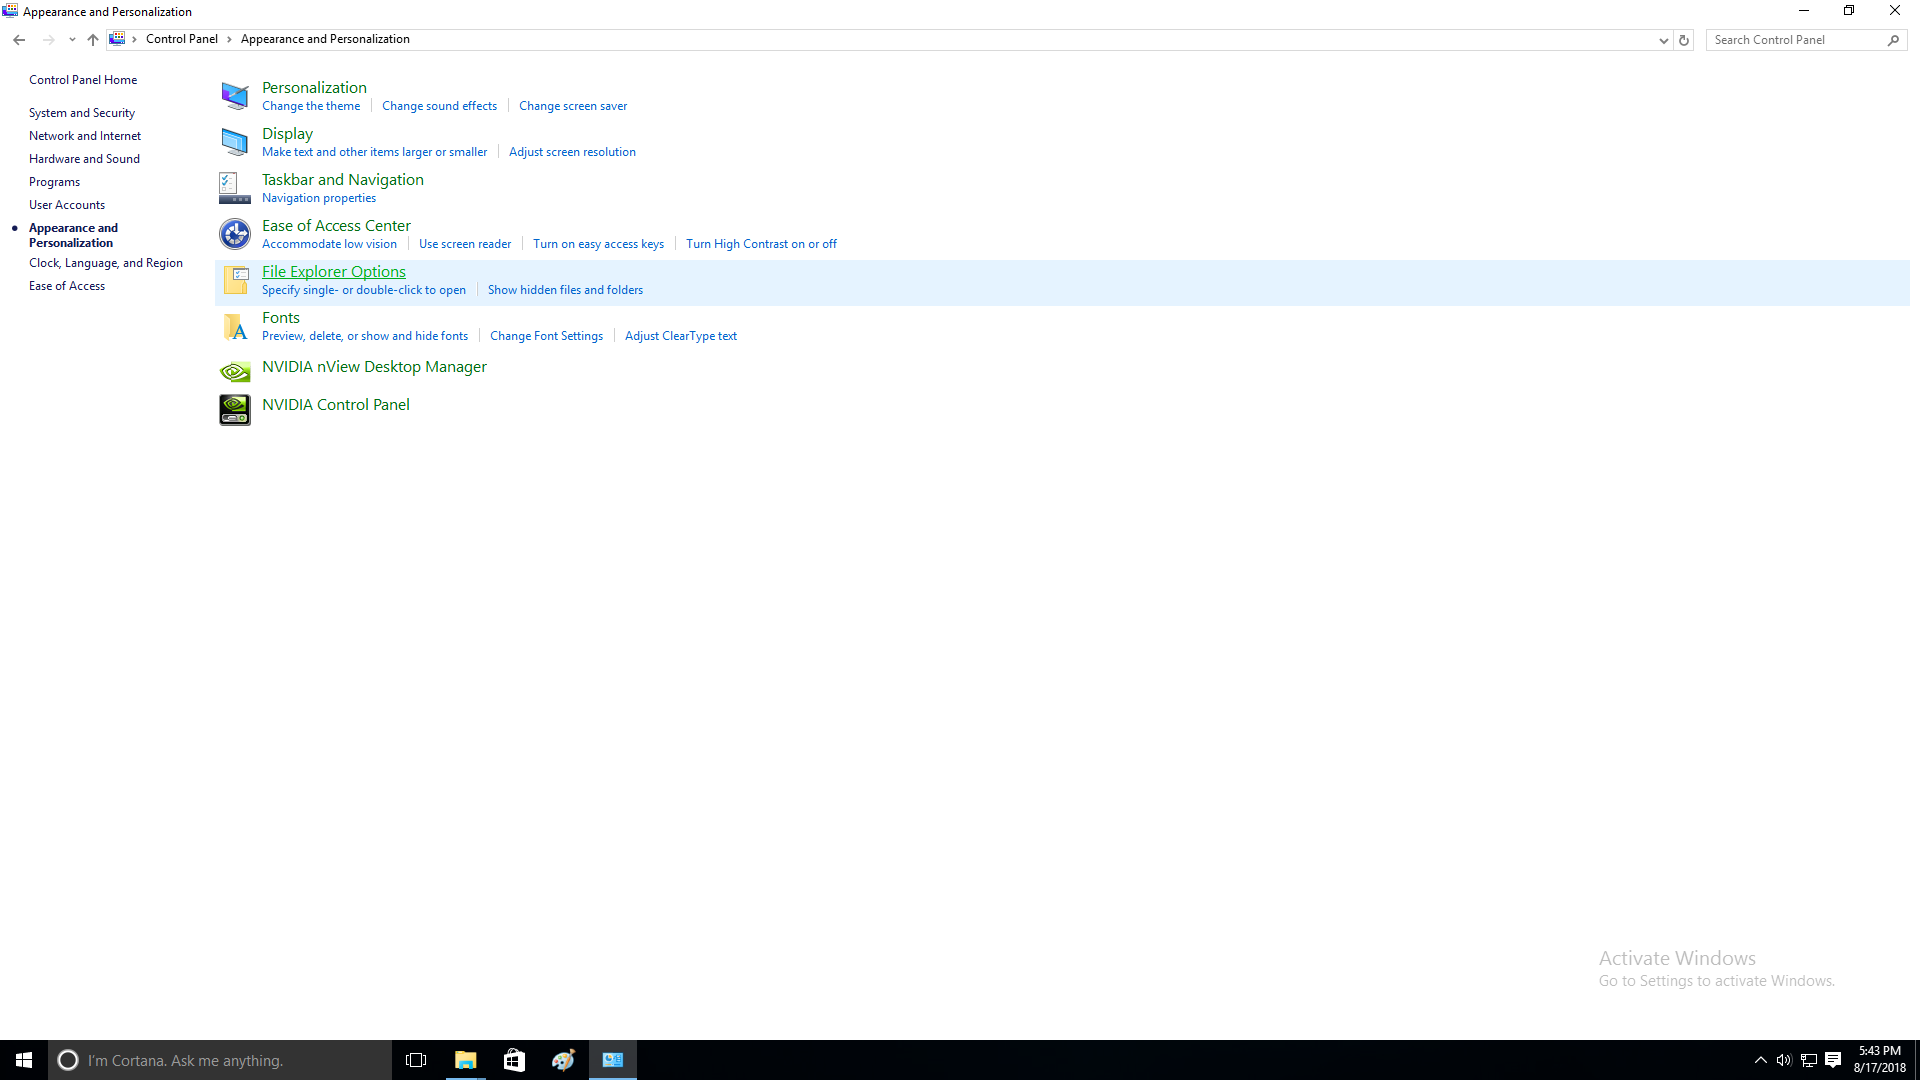 Appearance and Personalization
Control Panel Appearance and Personalization
Search Control Panel
Control Panel Home
System and Security
Network and Internet
Hardware and Sound
Programs
User Accounts
Appearance and
Personalization
Clock, Language, and Region
Ease of Access
Personalization
Change the theme Change sound effects Change screen saver
Display
Make text and other items larger or smaller Adjust screen resolution
Taskbar and Navigation
Navigation properties
Ease of Access Center
Accommodate low vision Use screen reader Turn on easy access keys Turn High Contrast on or off
File Explorer Options
Specify single- or double-click to open Show hidden files and folders
Fonts
Preview, delete, or show and hide fonts Change Font Settings Adjust ClearType text
NVIDIA nView Desktop Manager
NVIDIA Control Panel
Activate Windows
Go to Settings to activate Windows.
I'm Cortana. Ask me anything.
5:43 PM
8/17/2018